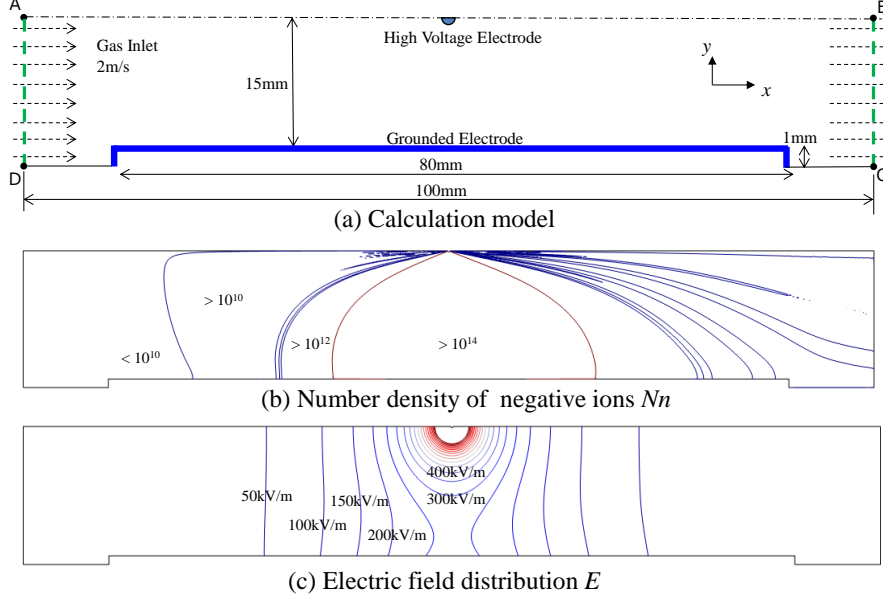 A
B
Gas Inlet
2m/s
High Voltage Electrode
y
x
15mm
Grounded Electrode
1mm
80mm
D
C
100mm
(a) Calculation model
> 10¹⁰
> 10¹²
> 10¹⁴
< 10¹⁰
(b) Number density of negative ions Nn
400kV/m
50kV/m
150kV/m
300kV/m
100kV/m
200kV/m
(c) Electric field distribution E